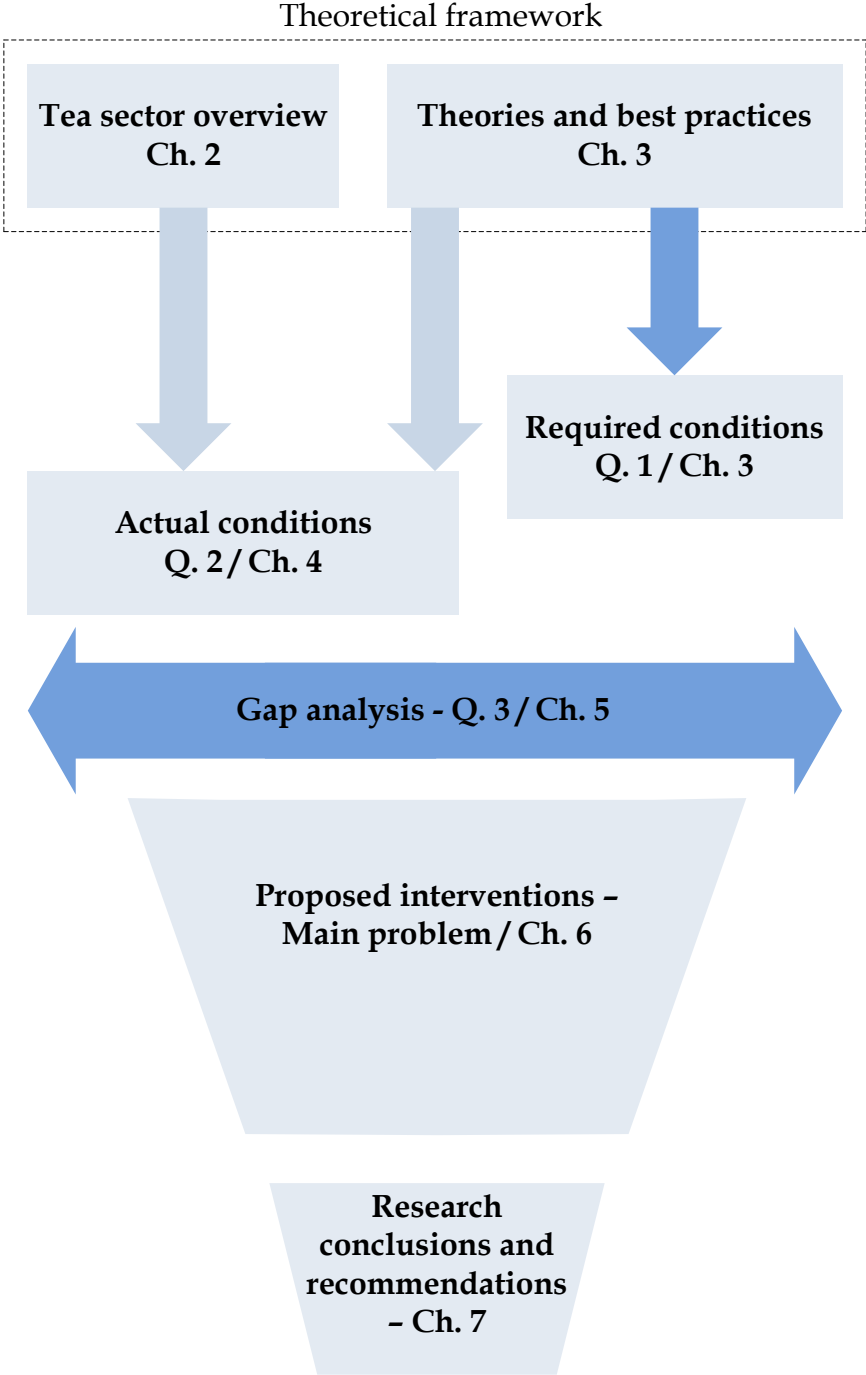 Theoretical framework
Tea sector overview
Ch. 2
Theories and best practices
Ch. 3
Required conditions
Q. 1 / Ch. 3
Actual conditions
Q. 2 / Ch. 4
Gap analysis - Q. 3 / Ch. 5
Proposed interventions –
Main problem / Ch. 6
Research
conclusions and
recommendations
– Ch. 7